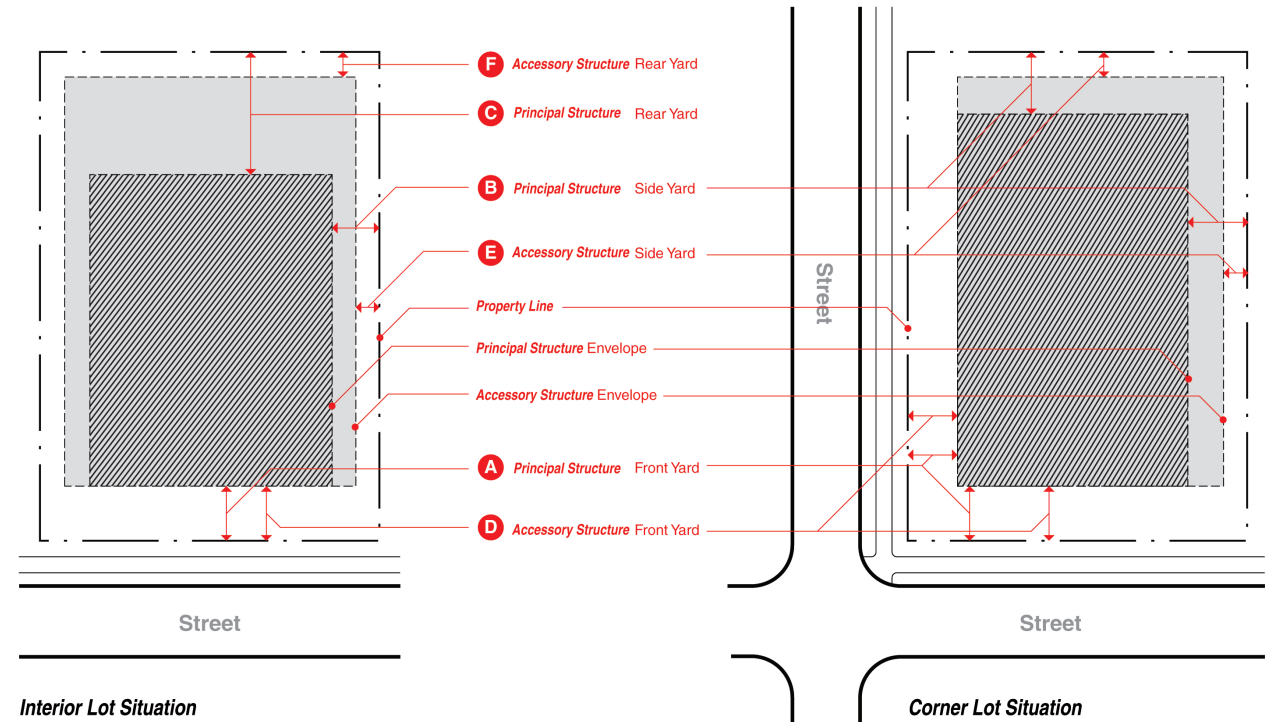 F Accessory Structure Rear Yard
C Principal Structure Rear Yard
B Principal Structure Side Yard
E Accessory Structure Side Yard
Street
Property Line
Principal Structure Envelope
Accessory Structure Envelope
A Principal Structure Front Yard
D Accessory Structure Front Yard
Street
Street
Interior Lot Situation
Corner Lot Situation